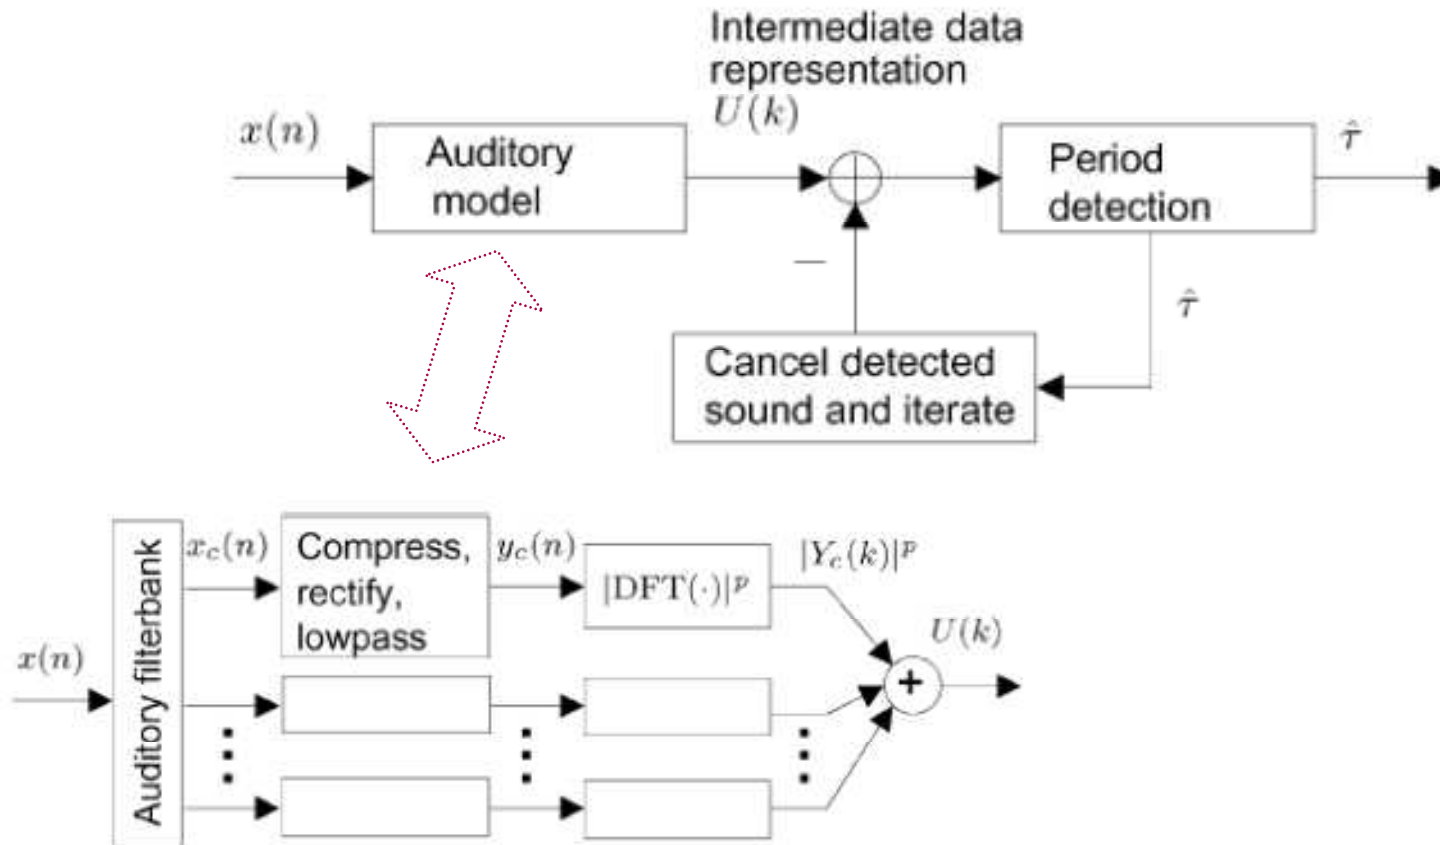 Intermediate data
representation
U(k)
x(n)
Auditory
model
Period
detection
τ̂
—
τ̂
Cancel detected
sound and iterate
x(n)
Auditory filterbank
x_c(n)
Compress,
rectify,
lowpass
y_c(n)
|DFT(·)|^p
|Y_c(k)|^p
+
U(k)